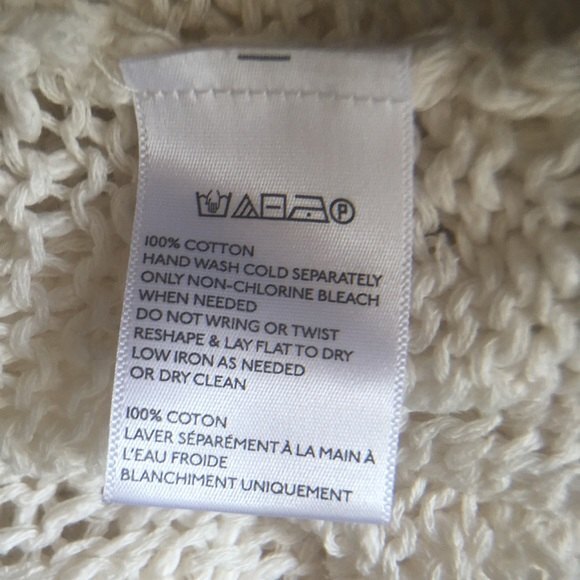 P
100% COTTON
HAND WASH COLD SEPARATELY
ONLY NON-CHLORINE BLEACH
WHEN NEEDED
DO NOT WRING OR TWIST
RESHAPE & LAY FLAT TO DRY
LOW IRON AS NEEDED
OR DRY CLEAN
100% COTON
LAVER SÉPARÉMENT À LA MAIN À
L'EAU FROIDE
BLANCHIMENT UNIQUEMENT